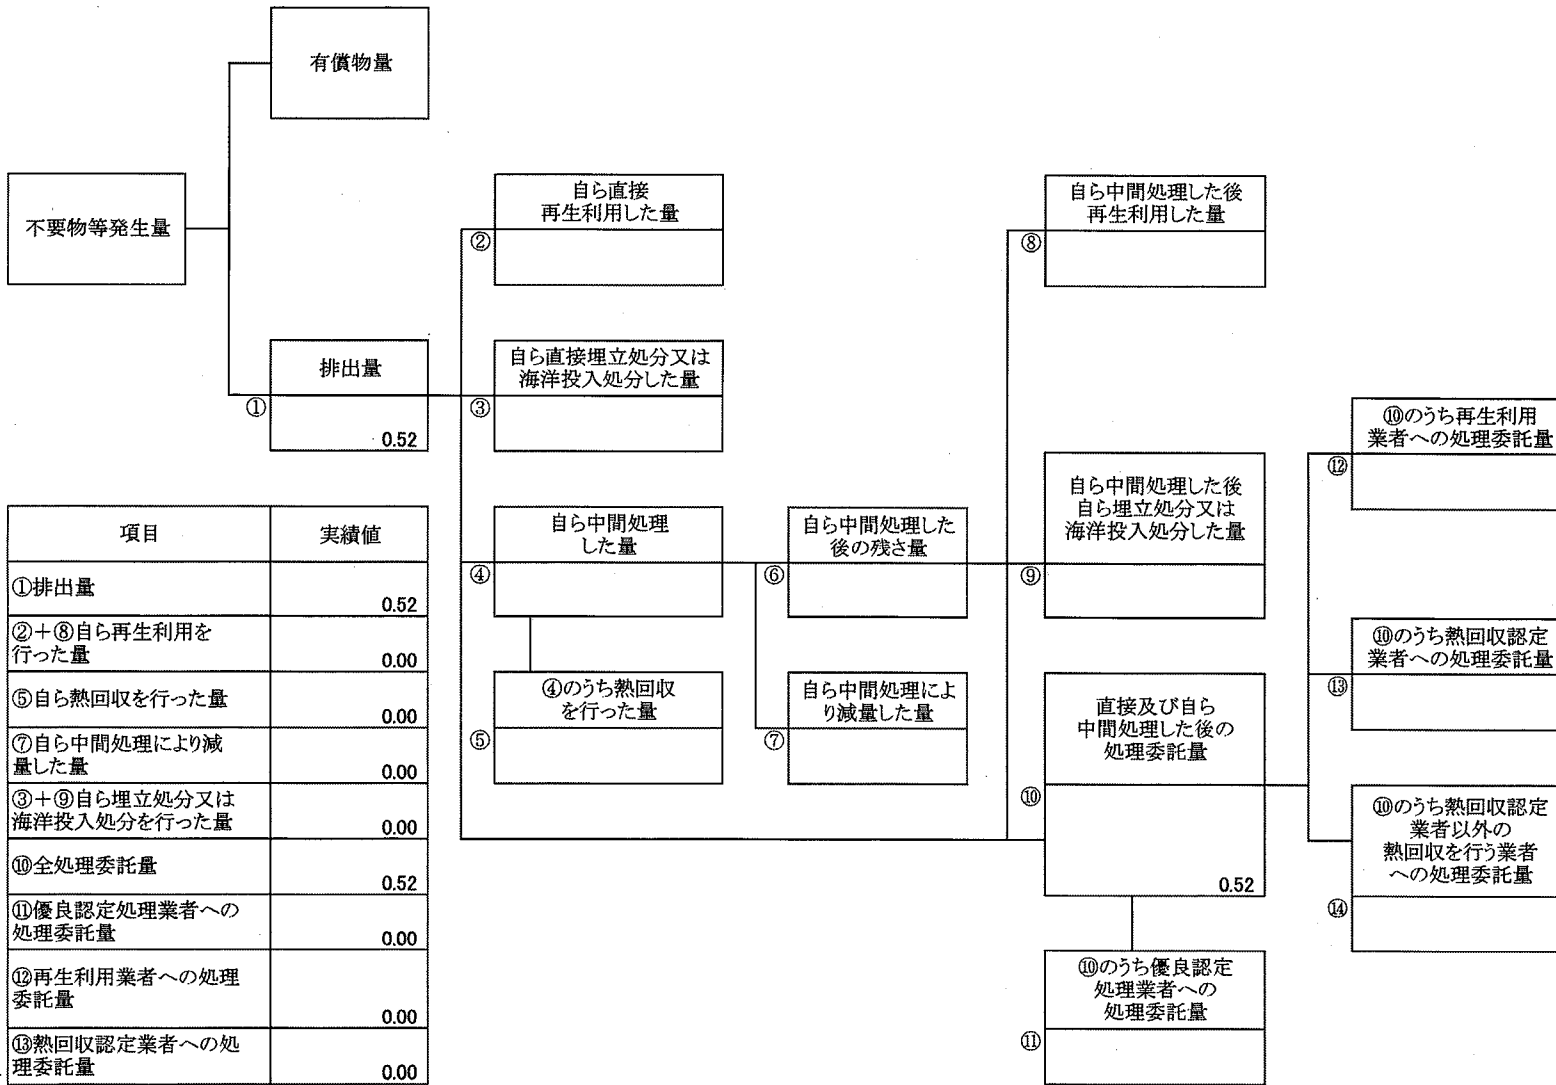 有償物量
不要物等発生量
排出量
①
0.52
自ら直接
再生利用した量
②
自ら直接埋立処分又は
海洋投入処分した量
③
自ら中間処理
した量
④
④のうち熱回収
を行った量
⑤
自ら中間処理した
後の残さ量
⑥
自ら中間処理によ
り減量した量
⑦
自ら中間処理した後
再生利用した量
⑧
自ら中間処理した後
自ら埋立処分又は
海洋投入処分した量
⑨
直接及び自ら
中間処理した後の
処理委託量
⑩
0.52
⑩のうち優良認定
処理業者への
処理委託量
⑪
⑩のうち再生利用
業者への処理委託量
⑫
⑩のうち熱回収認定
業者への処理委託量
⑬
⑩のうち熱回収認定
業者以外の
熱回収を行う業者
への処理委託量
⑭
項目 実績値
①排出量
0.52
②+⑧自ら再生利用を
行った量
0.00
⑤自ら熱回収を行った量
0.00
⑦自ら中間処理により減
量した量
0.00
③+⑨自ら埋立処分又は
海洋投入処分を行った量
0.00
⑩全処理委託量
0.52
⑪優良認定処理業者への
処理委託量
0.00
⑫再生利用業者への処理
委託量
0.00
⑬熱回収認定業者への処
理委託量
0.00